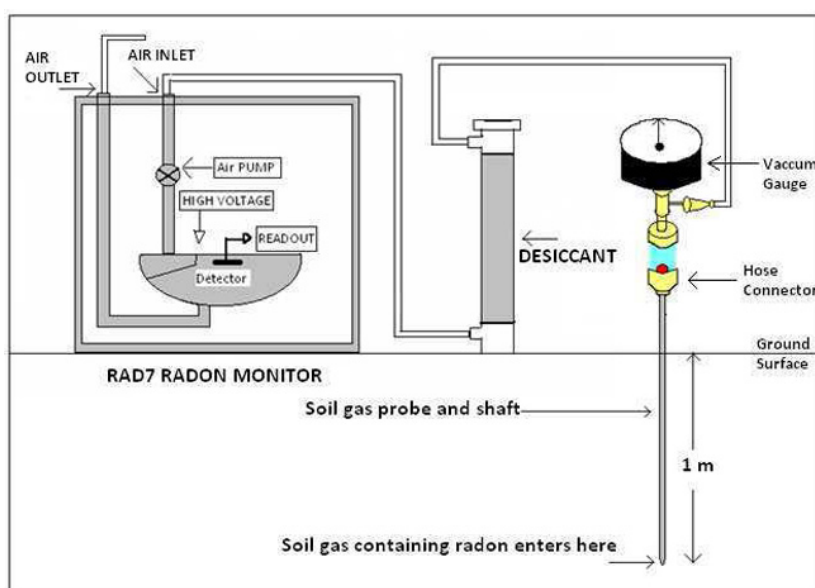 AIR
OUTLET
AIR INLET
Air PUMP
HIGH VOLTAGE
READOUT
Detector
DESICCANT
Vaccum
Gauge
Hose
Connector
Ground
Surface
RAD7 RADON MONITOR
Soil gas probe and shaft
1 m
Soil gas containing radon enters here